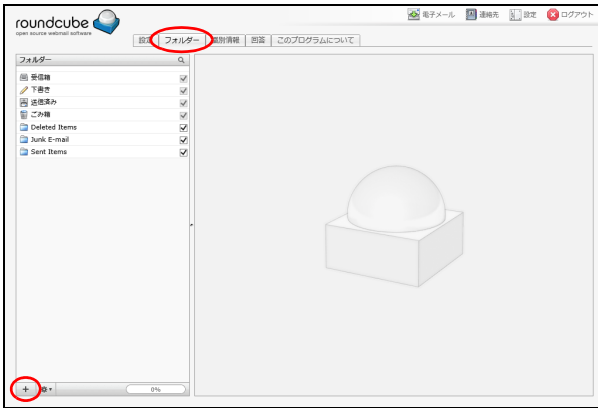 roundcube
open source webmail software
電子メール 連絡先 設定 ログアウト
設定 フォルダー 識別情報 回答 このプログラムについて
フォルダー
受信箱
下書き
送信済み
ごみ箱
Deleted Items
Junk E-mail
Sent Items
0%